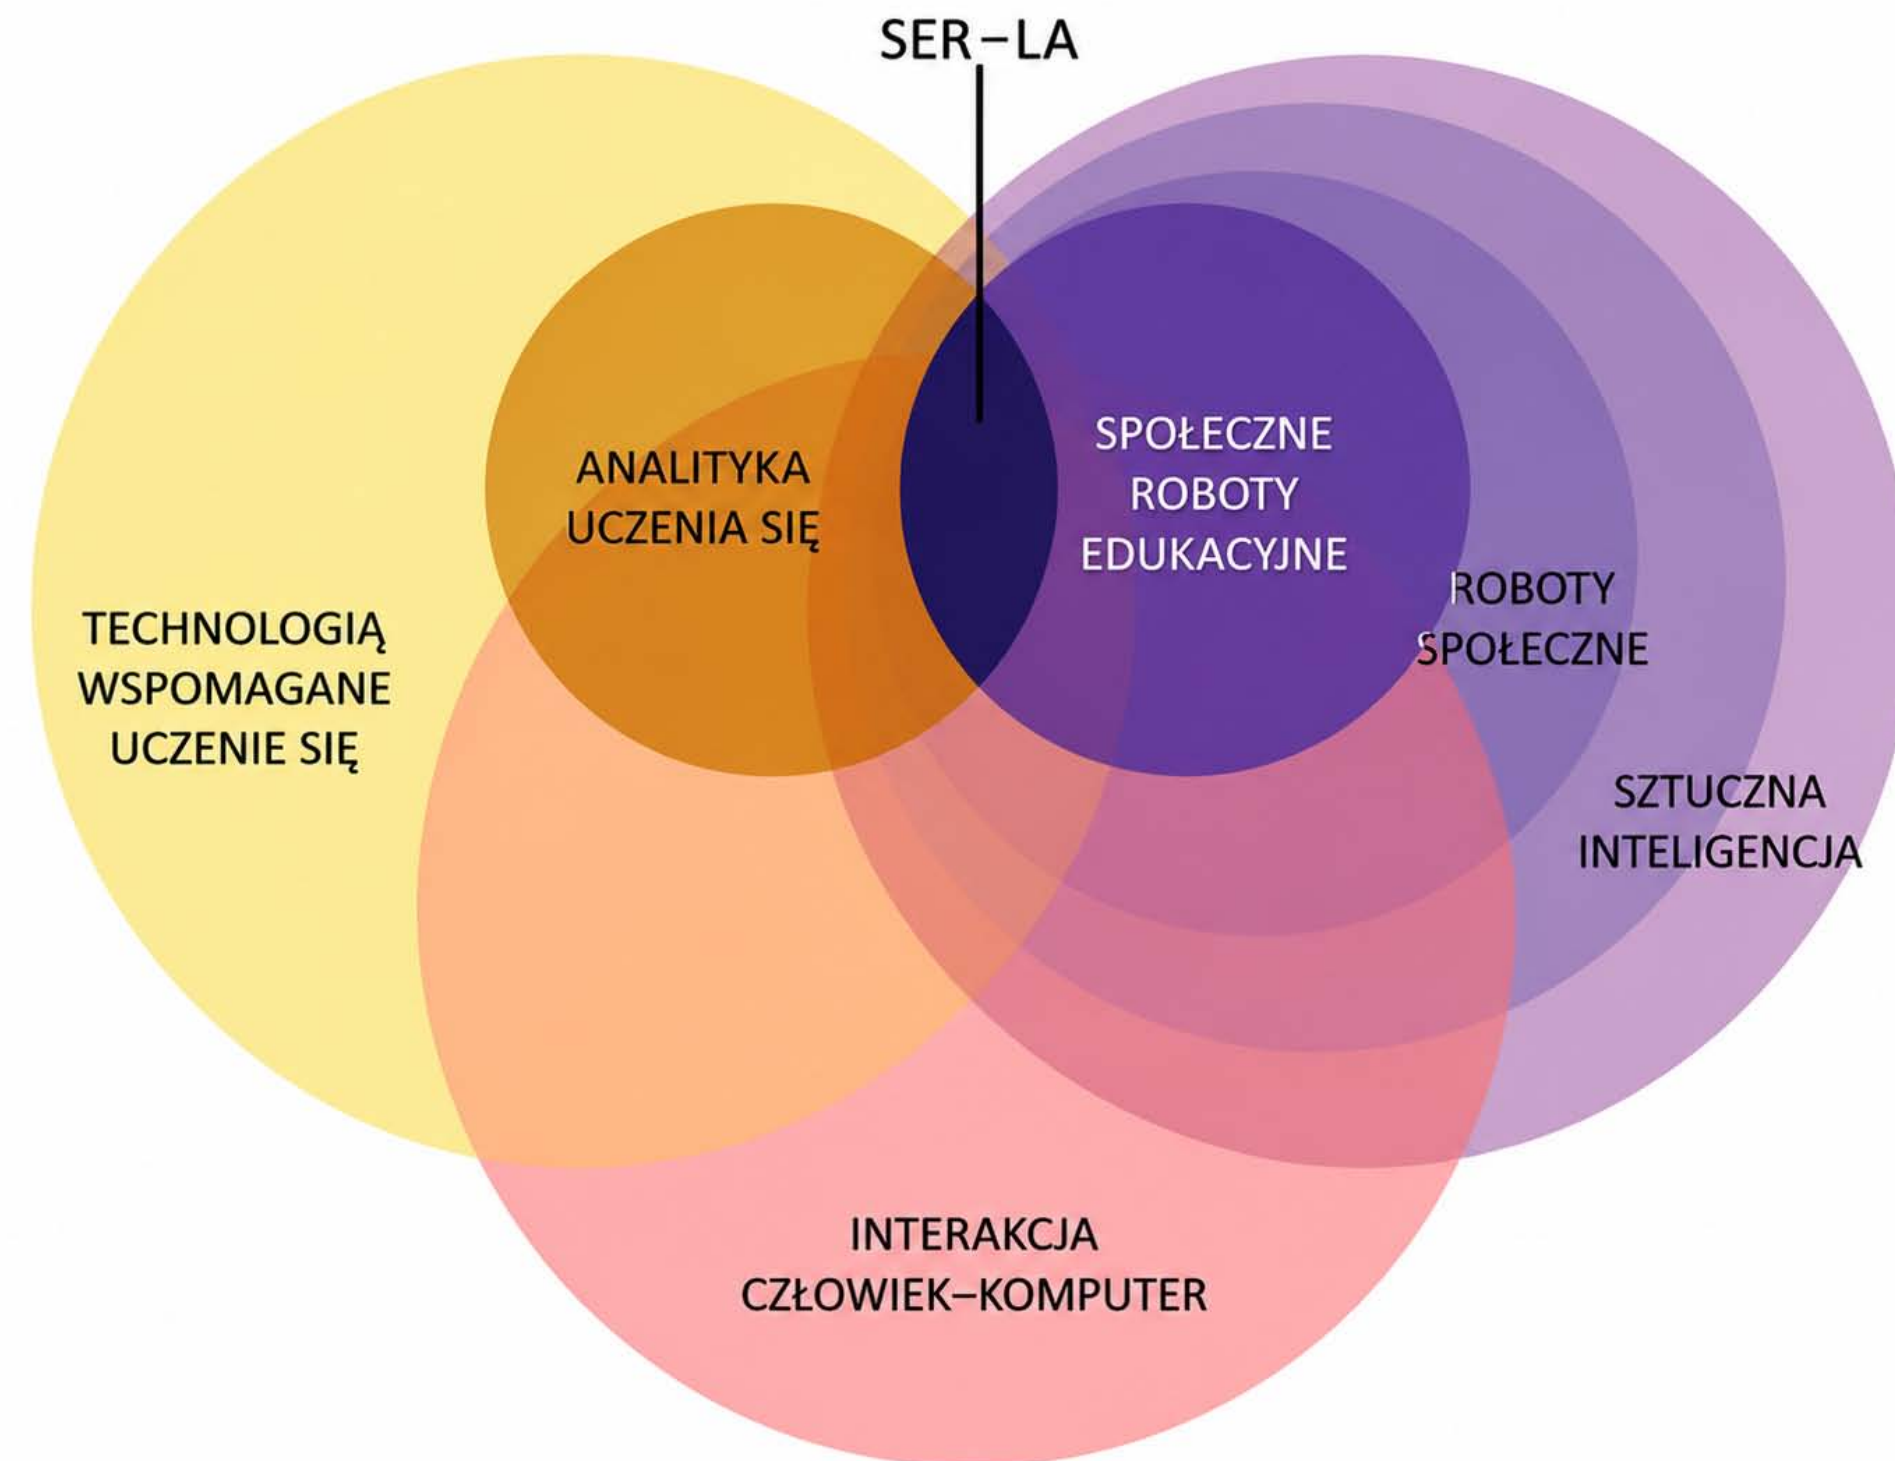 SER–LA
ANALITYKA
UCZENIA SIĘ
SPOŁECZNE
ROBOTY
EDUKACYJNE
ROBOTY
SPOŁECZNE
TECHNOLOGIĄ
WSPOMAGANE
UCZENIE SIĘ
SZTUCZNA
INTELIGENCJA
INTERAKCJA
CZŁOWIEK–KOMPUTER